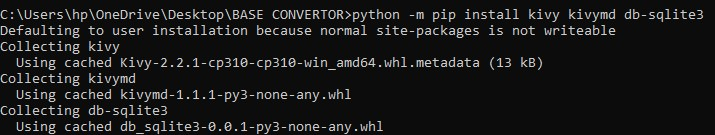 C:\Users\hp\OneDrive\Desktop\BASE CONVERTOR>python -m pip install kivy kivymd db-sqlite3
Defaulting to user installation because normal site-packages is not writeable
Collecting kivy
  Using cached Kivy-2.2.1-cp310-cp310-win_amd64.whl.metadata (13 kB)
Collecting kivymd
  Using cached kivymd-1.1.1-py3-none-any.whl
Collecting db-sqlite3
  Using cached db_sqlite3-0.0.1-py3-none-any.whl